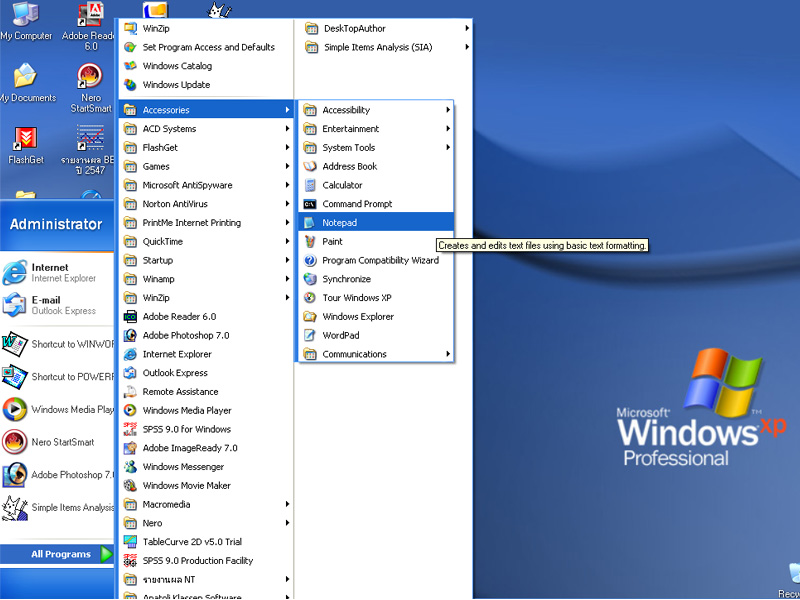 My Computer
Adobe Reade
6.0
My Documents
Nero
StartSmart
FlashGet
รายงานผล BE
ปี 2547
Administrator
Internet
Internet Explorer
E-mail
Outlook Express
Shortcut to WINWOR
Shortcut to POWERP
Windows Media Play
Nero StartSmart
Adobe Photoshop 7.0
Simple Items Analysis
All Programs
WinZip
Set Program Access and Defaults
Windows Catalog
Windows Update
Accessories
ACD Systems
FlashGet
Games
Microsoft AntiSpyware
Norton AntiVirus
PrintMe Internet Printing
QuickTime
Startup
Winamp
WinZip
Adobe Reader 6.0
Adobe Photoshop 7.0
Internet Explorer
Outlook Express
Remote Assistance
Windows Media Player
SPSS 9.0 for Windows
Adobe ImageReady 7.0
Windows Messenger
Windows Movie Maker
Macromedia
Nero
TableCurve 2D v5.0 Trial
SPSS 9.0 Production Facility
รายงานผล NT
Anatoli Klassen Software
DeskTopAuthor
Simple Items Analysis (SIA)
Accessibility
Entertainment
System Tools
Address Book
Calculator
Command Prompt
Notepad
Paint
Program Compatibility Wizard
Synchronize
Tour Windows XP
Windows Explorer
WordPad
Communications
Creates and edits text files using basic text formatting.
Microsoft®
Windows xp
TM
Professional
Recy